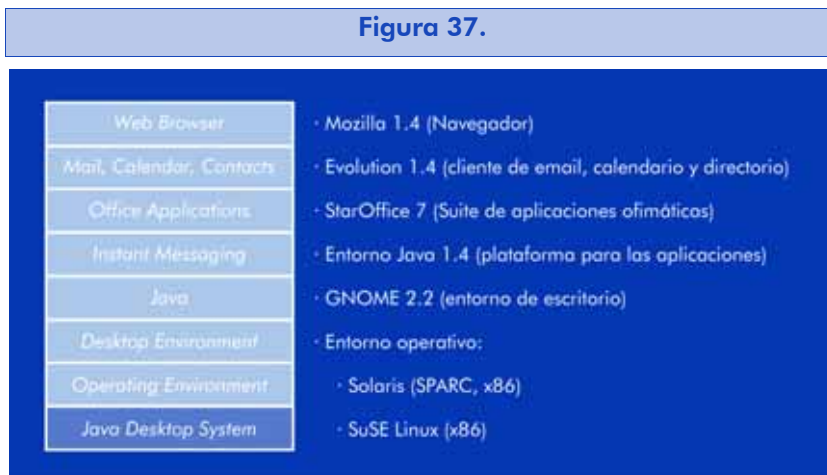 Figura 37.
Web Browser
· Mozilla 1.4 (Navegador)
Mail, Calendar, Contacts
· Evolution 1.4 (cliente de email, calendario y directorio)
Office Applications
· StarOffice 7 (Suite de aplicaciones ofimáticas)
Instant Messaging
· Entorno Java 1.4 (plataforma para las aplicaciones)
Java
· GNOME 2.2 (entorno de escritorio)
Desktop Environment
· Entorno operativo:
Operating Environment
· Solaris (SPARC, x86)
Java Desktop System
· SuSE Linux (x86)